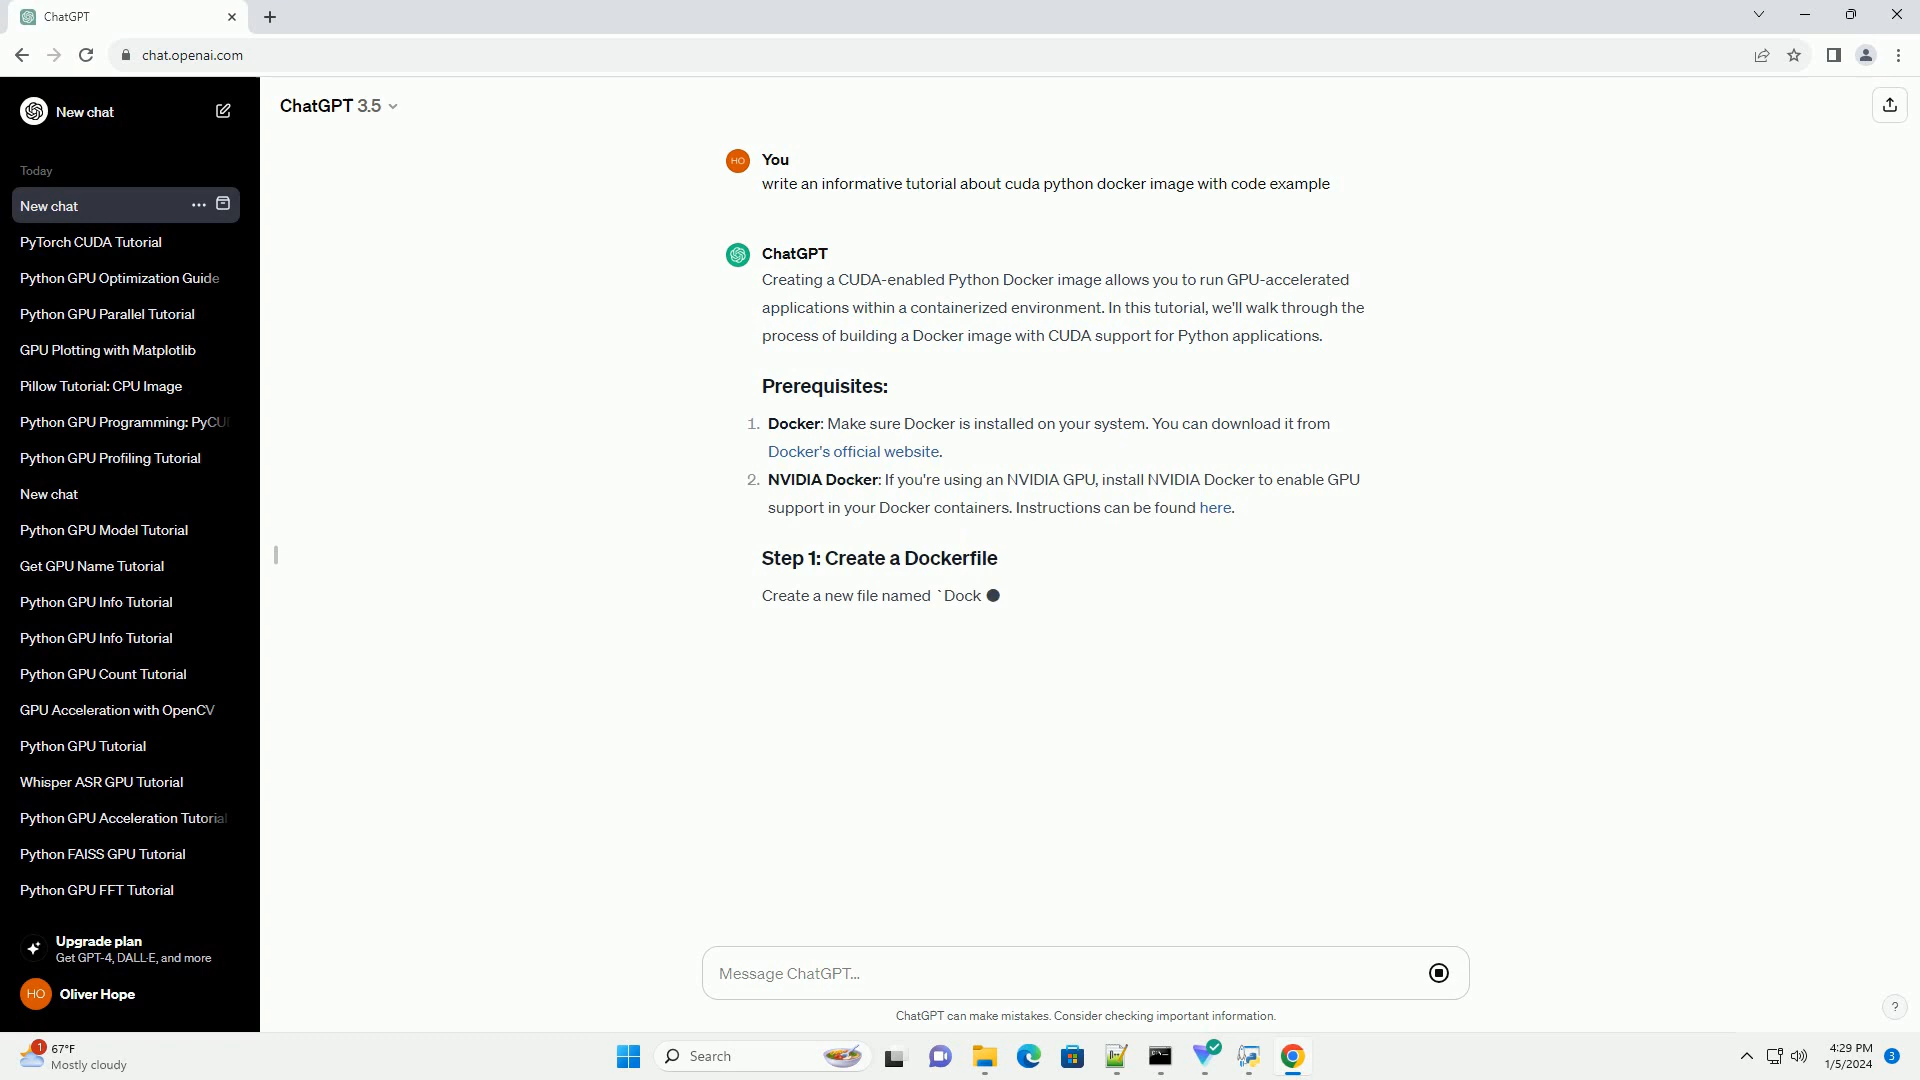 ChatGPT
chat.openai.com
New chat
Today
New chat
PyTorch CUDA Tutorial
Python GPU Optimization Guide
Python GPU Parallel Tutorial
GPU Plotting with Matplotlib
Pillow Tutorial: CPU Image
Python GPU Programming: PyCU
Python GPU Profiling Tutorial
New chat
Python GPU Model Tutorial
Get GPU Name Tutorial
Python GPU Info Tutorial
Python GPU Info Tutorial
Python GPU Count Tutorial
GPU Acceleration with OpenCV
Python GPU Tutorial
Whisper ASR GPU Tutorial
Python GPU Acceleration Tutorial
Python FAISS GPU Tutorial
Python GPU FFT Tutorial
Upgrade plan
Get GPT-4, DALL·E, and more
HO Oliver Hope
ChatGPT 3.5
HO You
write an informative tutorial about cuda python docker image with code example
ChatGPT
Creating a CUDA-enabled Python Docker image allows you to run GPU-accelerated
applications within a containerized environment. In this tutorial, we'll walk through the
process of building a Docker image with CUDA support for Python applications.
Prerequisites:
1. Docker: Make sure Docker is installed on your system. You can download it from
Docker's official website.
2. NVIDIA Docker: If you're using an NVIDIA GPU, install NVIDIA Docker to enable GPU
support in your Docker containers. Instructions can be found here.
Step 1: Create a Dockerfile
Create a new file named `Dock
Message ChatGPT...
ChatGPT can make mistakes. Consider checking important information.
?
1
67°F
Mostly cloudy
Search
4:29 PM
1/5/2024
3